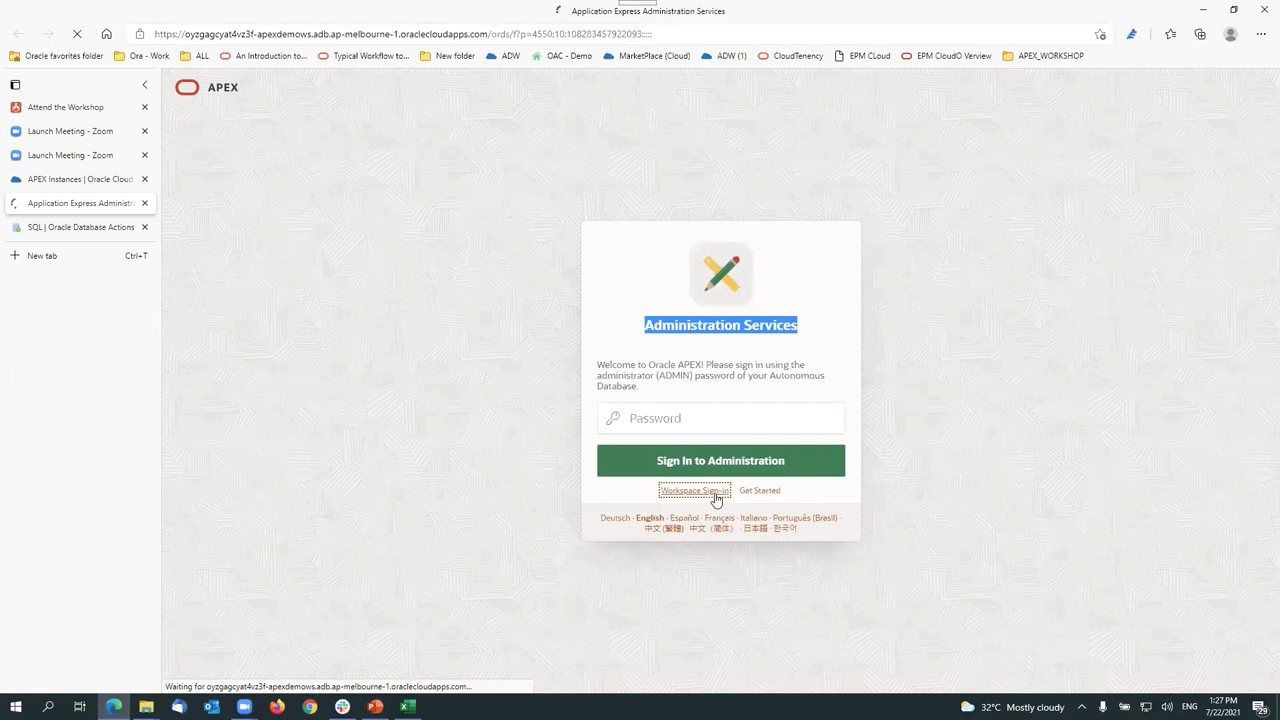 Application Express Administration Services
https://oyzgagcyat4vz3f-apexdemows.adb.ap-melbourne-1.oraclecloudapps.com/ords/f?p=4550:10:108283457922093:::::
Oracle favorites folder
Ora - Work
ALL
An Introduction to...
Typical Workflow to...
New folder
ADW
OAC - Demo
MarketPlace (Cloud)
ADW (1)
CloudTenency
EPM CLoud
EPM CludO Verview
APEX_WORKSHOP
Attend the Workshop
Launch Meeting - Zoom
Launch Meeting - Zoom
APEX Instances | Oracle Cloud
Application Express Administra
SQL | Oracle Database Actions
New tab Ctrl+T
APEX
Administration Services
Welcome to Oracle APEX! Please sign in using the
administrator (ADMIN) password of your Autonomous
Database.
Password
Sign In to Administration
Workspace Sign-In Get Started
Deutsch · English · Español · Français · Italiano · Português (Brasil) ·
中文 (繁體) · 中文 (简体) · 日本語 · 한국어
Waiting for oyzgagcyat4vz3f-apexdemows.adb.ap-melbourne-1.oraclecloudapps.com...
32°C Mostly cloudy
ENG
1:27 PM
7/22/2021
29